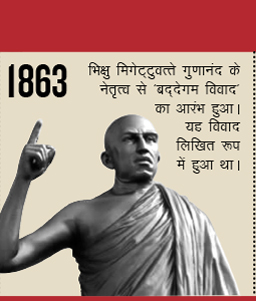 1863
भिक्षु मिगेट्टुवत्ते गुणानंद के
नेतृत्व से 'बद्देगम विवाद'
का आरंभ हुआ।
यह विवाद
लिखित रूप
में हुआ था।